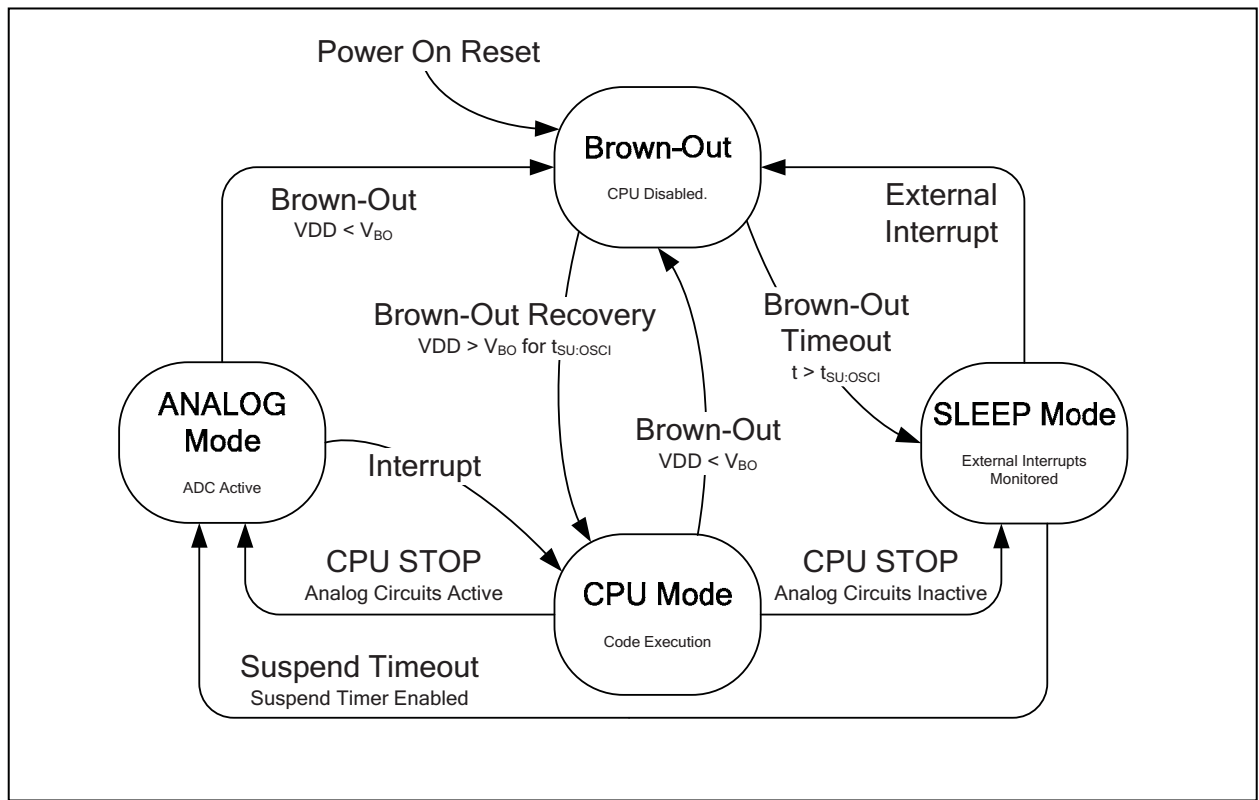 Power On Reset
Brown-Out
CPU Disabled.
Brown-Out
VDD < VBO
External
Interrupt
Brown-Out Recovery
VDD > VBO for tSU:OSCI
Brown-Out
Timeout
t > tSU:OSCI
ANALOG
Mode
ADC Active
Interrupt
Brown-Out
VDD < VBO
SLEEP Mode
External Interrupts
Monitored
CPU STOP
Analog Circuits Active
CPU Mode
Code Execution
CPU STOP
Analog Circuits Inactive
Suspend Timeout
Suspend Timer Enabled